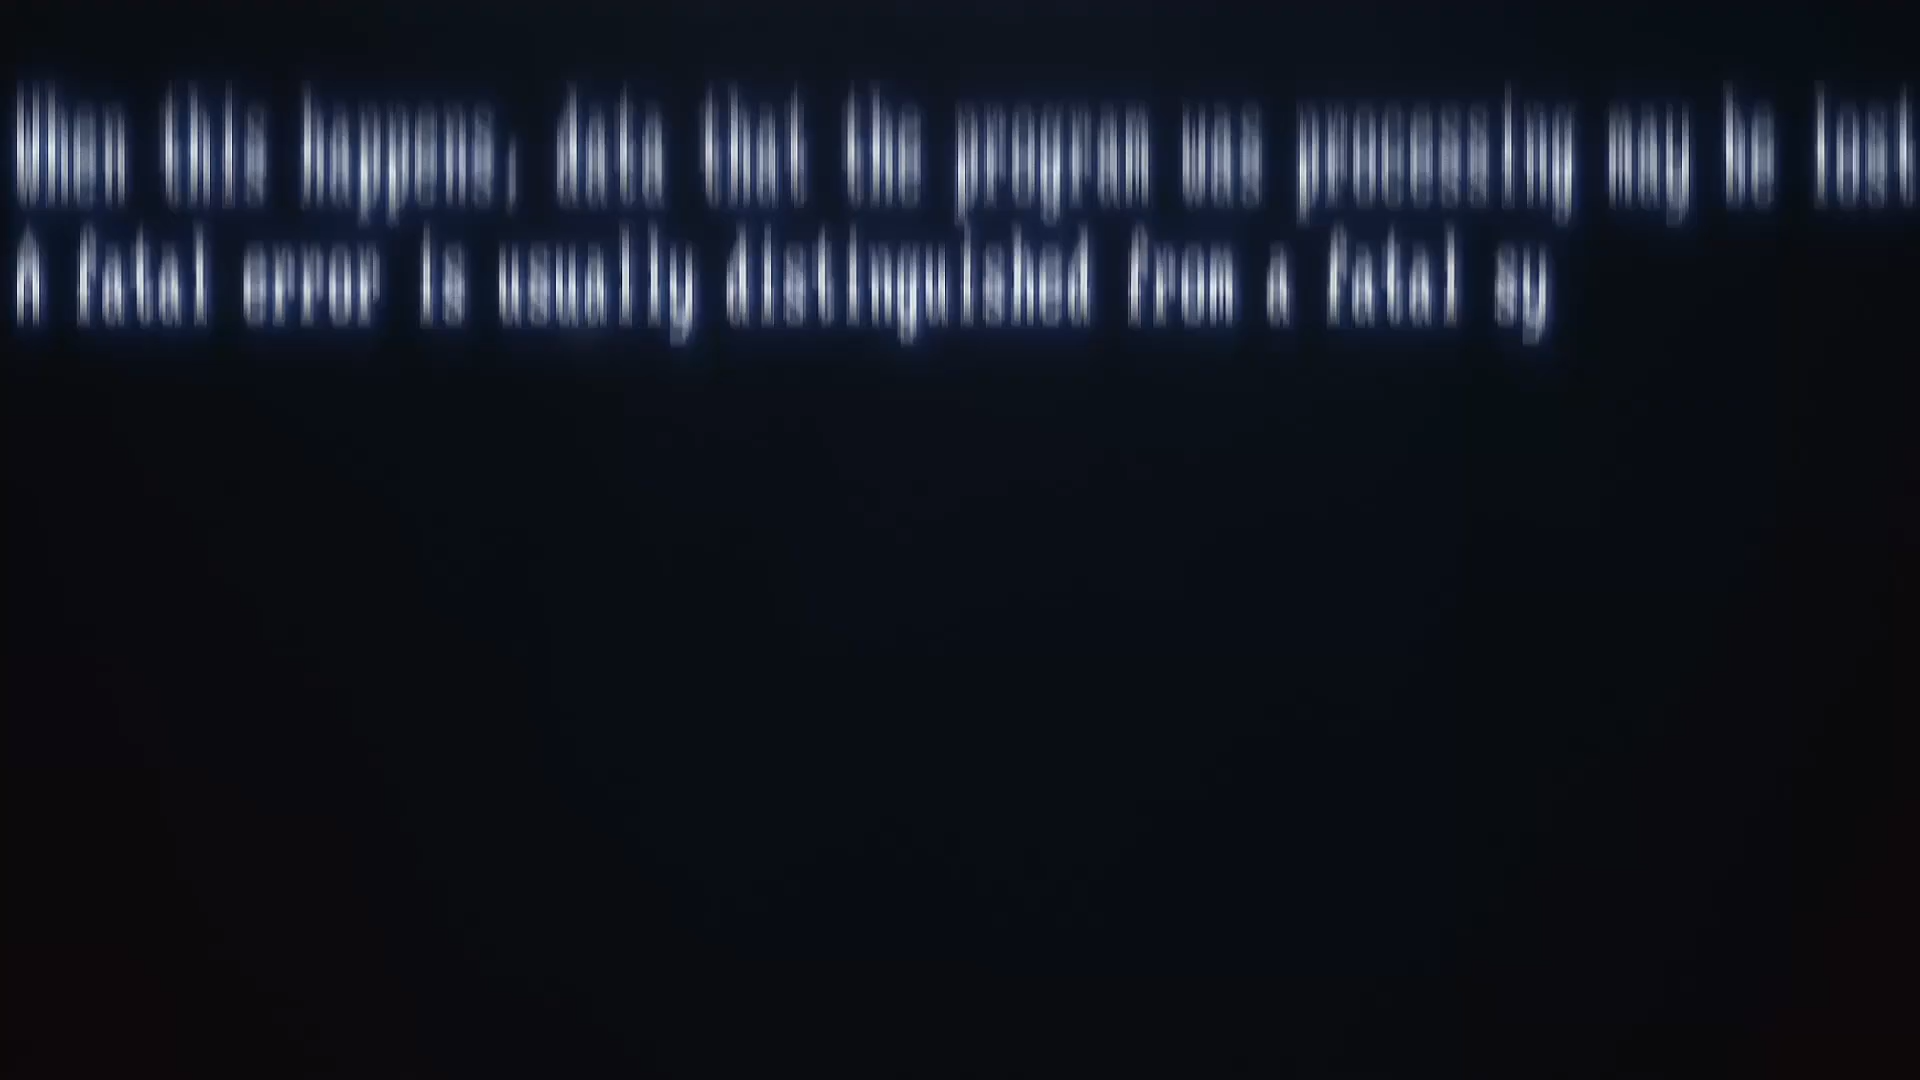 When this happens, data that the program was processing may be lost
A fatal error is usually distinguished from a fatal sy